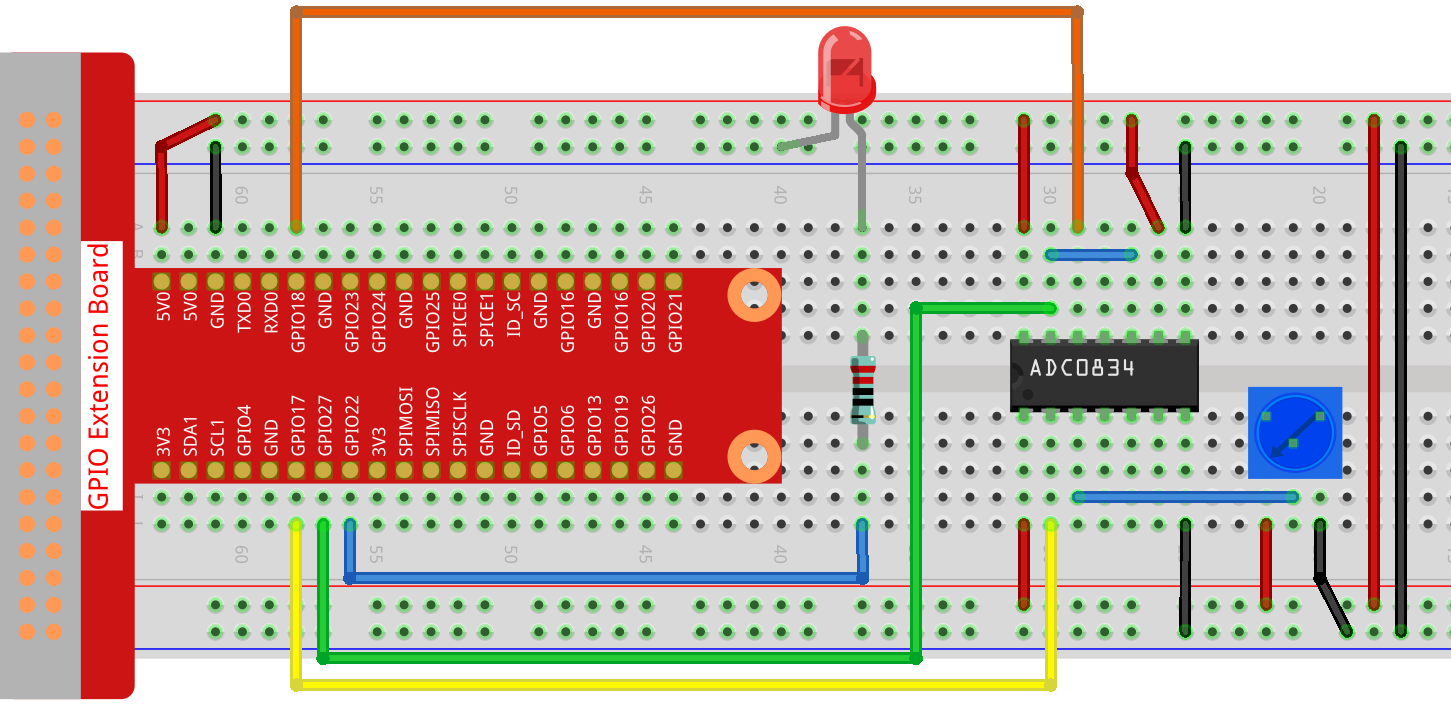 GPIO Extension Board
5V0
5V0
GND
TXD0
RXD0
GPIO18
GND
GPIO23
GPIO24
GND
GPIO25
SPICE0
SPICE1
ID_SC
GND
GPIO16
GND
GPIO16
GPIO20
GPIO21
3V3
SDA1
SCL1
GPIO4
GND
GPIO17
GPIO27
GPIO22
3V3
SPIMOSI
SPIMISO
SPISCLK
GND
ID_SD
GPIO5
GPIO6
GPIO13
GPIO19
GPIO26
GND
ADC0834
60
55
50
45
40
35
30
20
A
B
60
55
50
45
40